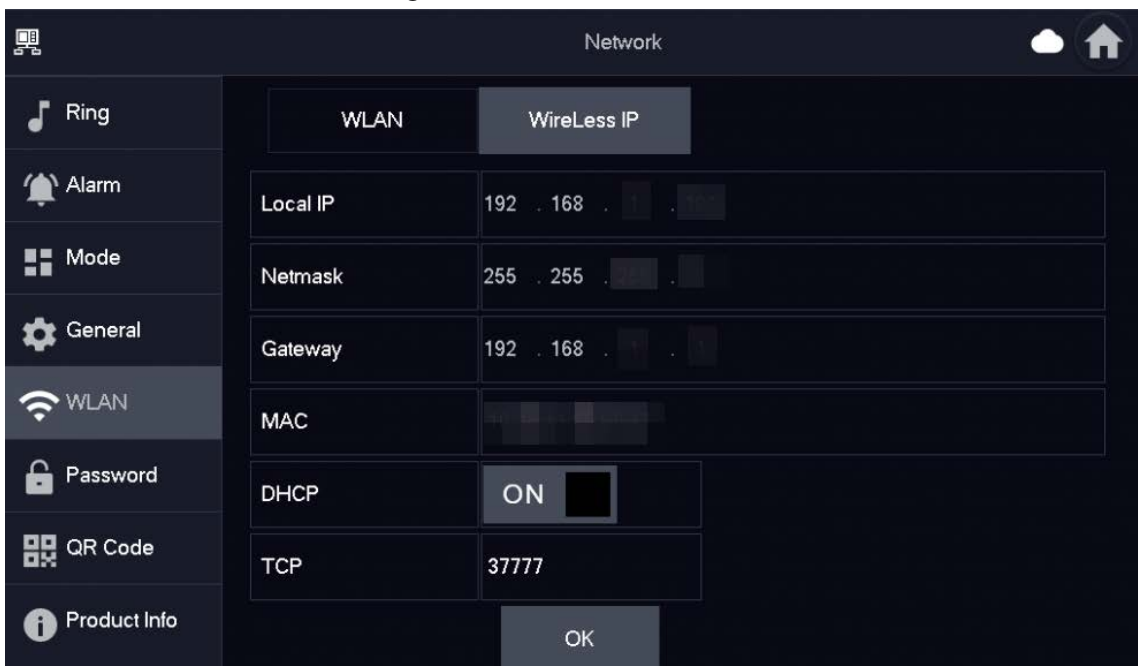 Network
Ring
Alarm
Mode
General
WLAN
Password
QR Code
Product Info
WLAN WireLess IP
Local IP 192 . 168 . .
Netmask 255 . 255 . .
Gateway 192 . 168 . .
MAC
DHCP ON
TCP 37777
OK